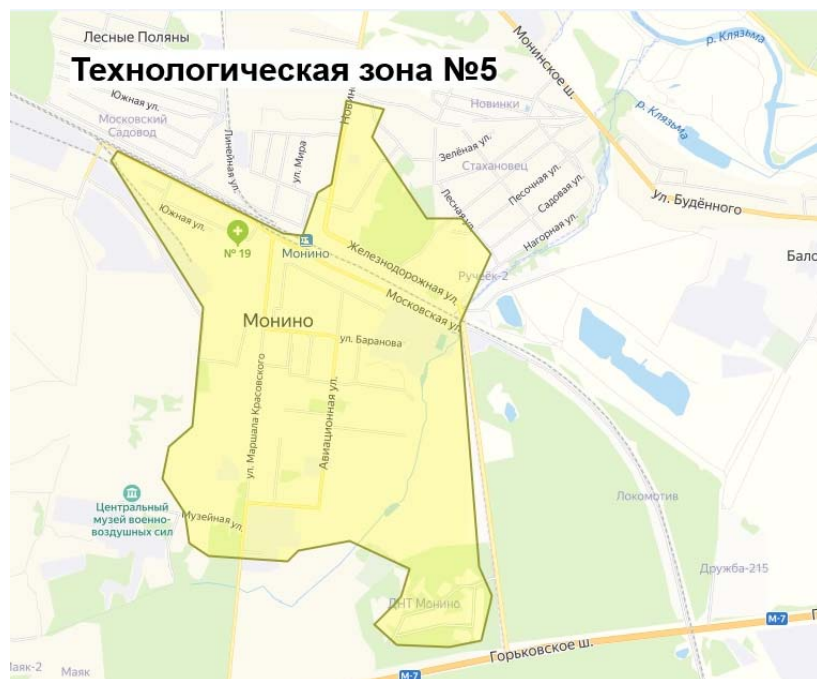 Лесные Поляны
Технологическая зона №5
Монинское ш.
р. Клязьма
р. Клязьма
Южная ул.
Московский
Садовод
Линейная ул.
ул. Мира
Новинки
Зелёная ул.
Стахановец
Песочная ул.
Садовая ул.
Лесная ул.
Нагорная ул.
ул. Будённого
Южная ул.
№ 19
Монино
Железнодорожная ул.
Ручеёк-2
Московская ул.
Монино
ул. Баранова
ул. Маршала Красовского
Авиационная ул.
Центральный
музей военно-
воздушных сил
Музейная ул.
Локомотив
Дружба-215
ДНТ Монино
Горьковское ш.
М-7
М-7
Маяк